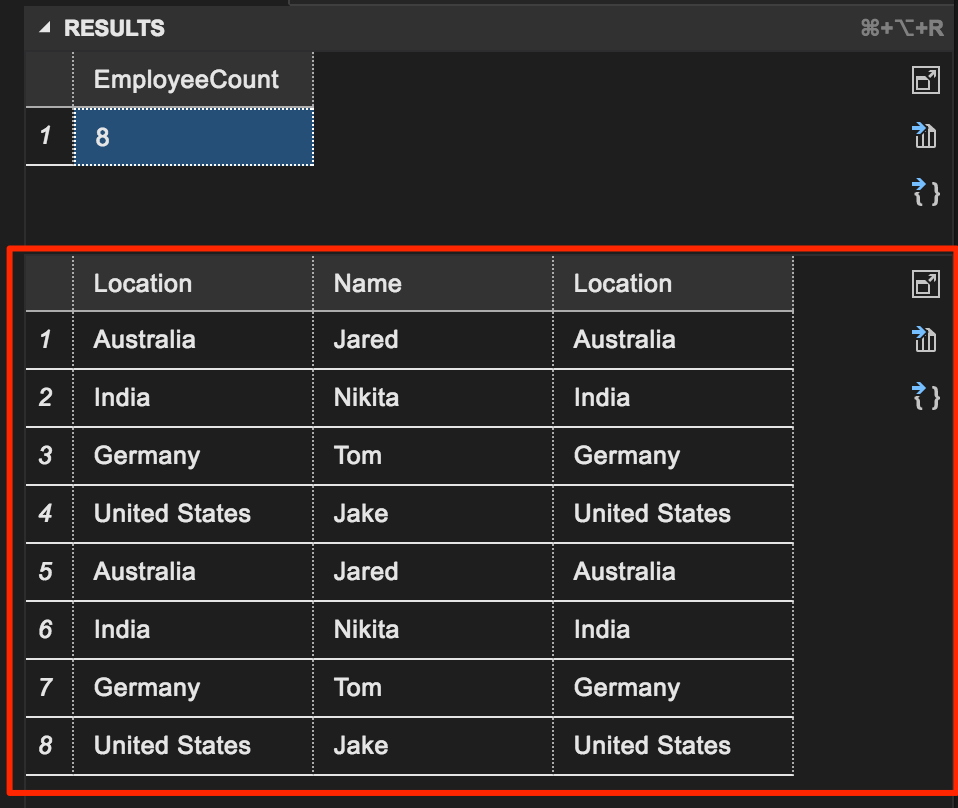 RESULTS ⌘+⌥+R
EmployeeCount
1 8
Location Name Location
1 Australia Jared Australia
2 India Nikita India
3 Germany Tom Germany
4 United States Jake United States
5 Australia Jared Australia
6 India Nikita India
7 Germany Tom Germany
8 United States Jake United States